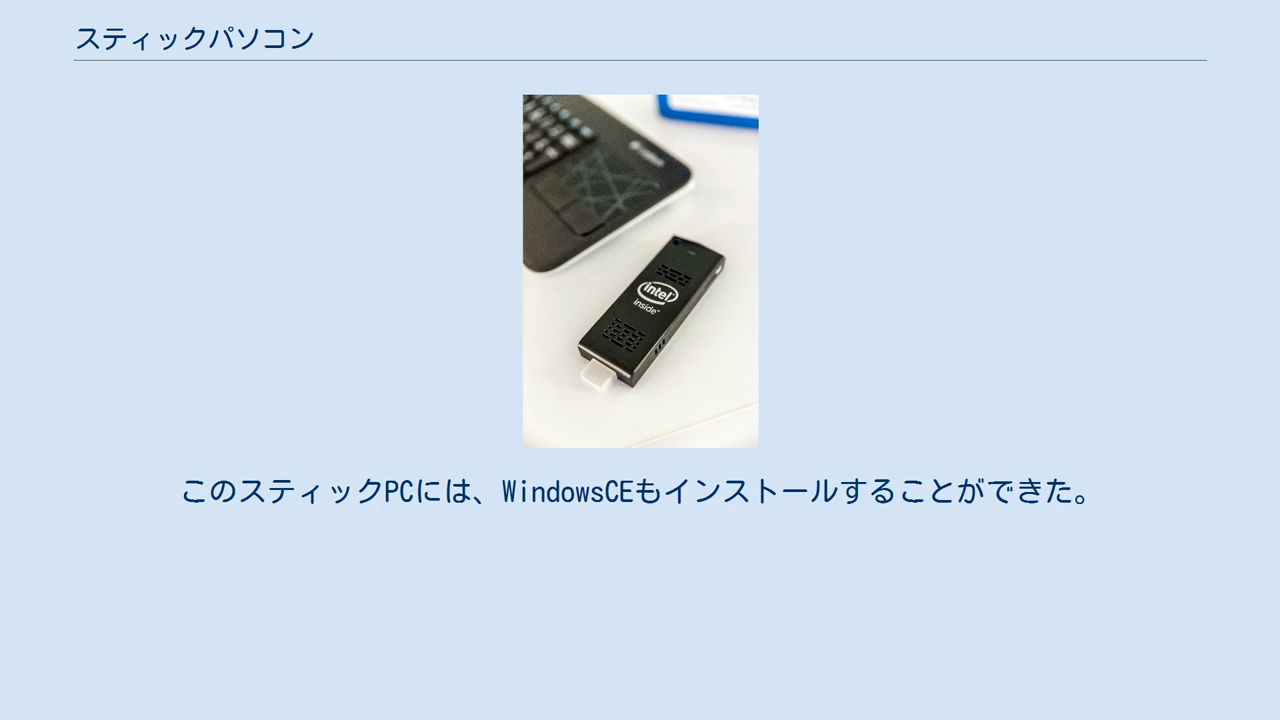 スティックパソコン
intel
inside™
このスティックPCには、WindowsCEもインストールすることができた。